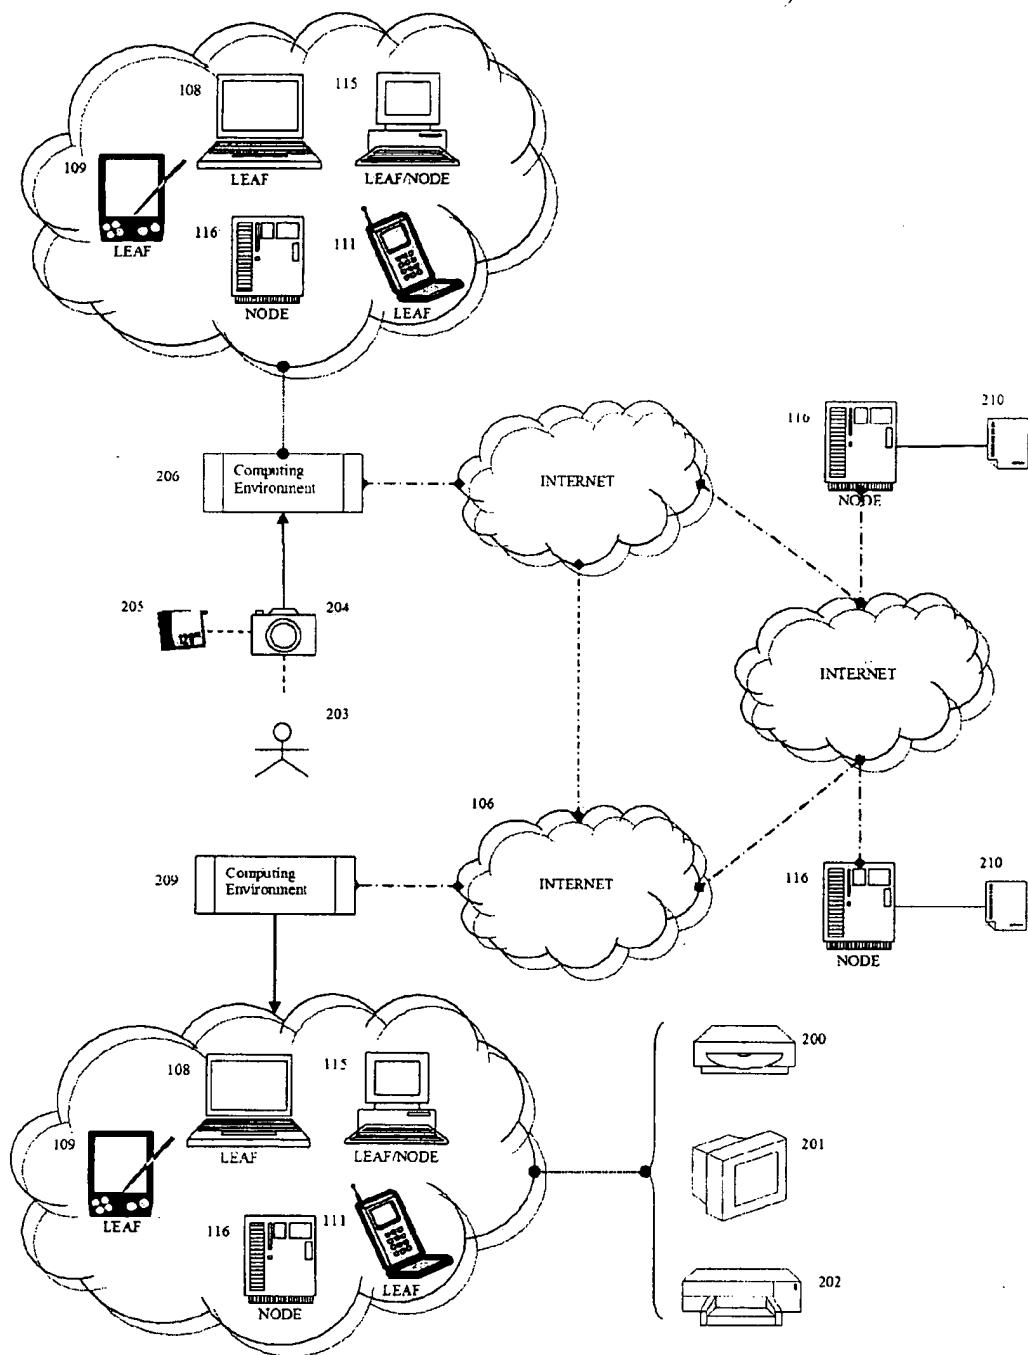 108
115
109
LEAF
LEAF/NODE
LEAF
116
111
NODE
LEAF
116
210
NODE
206
Computing
Environment
INTERNET
205
204
INTERNET
203
106
209
Computing
Environment
INTERNET
116
210
NODE
108
115
109
LEAF
LEAF/NODE
LEAF
116
111
NODE
LEAF
200
201
202